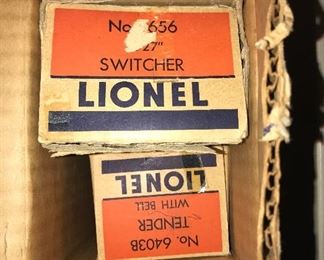 No. 656
27"
SWITCHER
LIONEL
LIONEL
WITH BELL
TENDER
No. 6403B